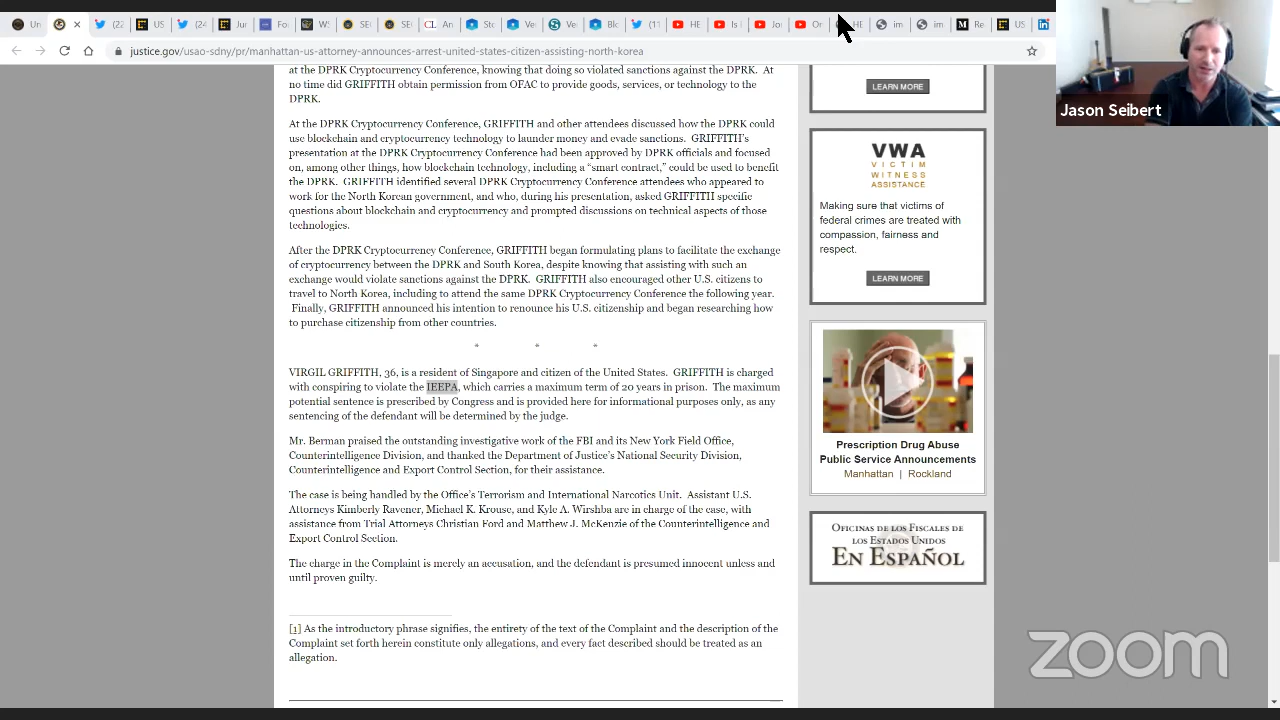 Un
(22
US
(24
Jur
Fo
W
SE
SE
CL An
Sto
Ve
Ve
Blo
(11
HE
Is
Jo
O
HE
im
im
Re
US
justice.gov/usao-sdny/pr/manhattan-us-attorney-announces-arrest-united-states-citizen-assisting-north-korea
Jason Seibert
at the DPRK Cryptocurrency Conference, knowing that doing so violated sanctions against the DPRK. At
no time did GRIFFITH obtain permission from OFAC to provide goods, services, or technology to the
DPRK.
At the DPRK Cryptocurrency Conference, GRIFFITH and other attendees discussed how the DPRK could
use blockchain and cryptocurrency technology to launder money and evade sanctions. GRIFFITH's
presentation at the DPRK Cryptocurrency Conference had been approved by DPRK officials and focused
on, among other things, how blockchain technology, including a “smart contract,” could be used to benefit
the DPRK. GRIFFITH identified several DPRK Cryptocurrency Conference attendees who appeared to
work for the North Korean government, and who, during his presentation, asked GRIFFITH specific
questions about blockchain and cryptocurrency and prompted discussions on technical aspects of those
technologies.
After the DPRK Cryptocurrency Conference, GRIFFITH began formulating plans to facilitate the exchange
of cryptocurrency between the DPRK and South Korea, despite knowing that assisting with such an
exchange would violate sanctions against the DPRK. GRIFFITH also encouraged other U.S. citizens to
travel to North Korea, including to attend the same DPRK Cryptocurrency Conference the following year.
Finally, GRIFFITH announced his intention to renounce his U.S. citizenship and began researching how
to purchase citizenship from other countries.
* * *
VIRGIL GRIFFITH, 36, is a resident of Singapore and citizen of the United States. GRIFFITH is charged
with conspiring to violate the IEEPA, which carries a maximum term of 20 years in prison. The maximum
potential sentence is prescribed by Congress and is provided here for informational purposes only, as any
sentencing of the defendant will be determined by the judge.
Mr. Berman praised the outstanding investigative work of the FBI and its New York Field Office,
Counterintelligence Division, and thanked the Department of Justice's National Security Division,
Counterintelligence and Export Control Section, for their assistance.
The case is being handled by the Office's Terrorism and International Narcotics Unit. Assistant U.S.
Attorneys Kimberly Ravener, Michael K. Krouse, and Kyle A. Wirshba are in charge of the case, with
assistance from Trial Attorneys Christian Ford and Matthew J. McKenzie of the Counterintelligence and
Export Control Section.
The charge in the Complaint is merely an accusation, and the defendant is presumed innocent unless and
until proven guilty.
[1] As the introductory phrase signifies, the entirety of the text of the Complaint and the description of the
Complaint set forth herein constitute only allegations, and every fact described should be treated as an
allegation.
LEARN MORE
VWA
VICTIM
WITNESS
ASSISTANCE
Making sure that victims of
federal crimes are treated with
compassion, fairness and
respect.
LEARN MORE
Prescription Drug Abuse
Public Service Announcements
Manhattan | Rockland
OFICINAS DE LOS FISCALES DE
LOS ESTADOS UNIDOS
EN ESPAÑOL
zoom